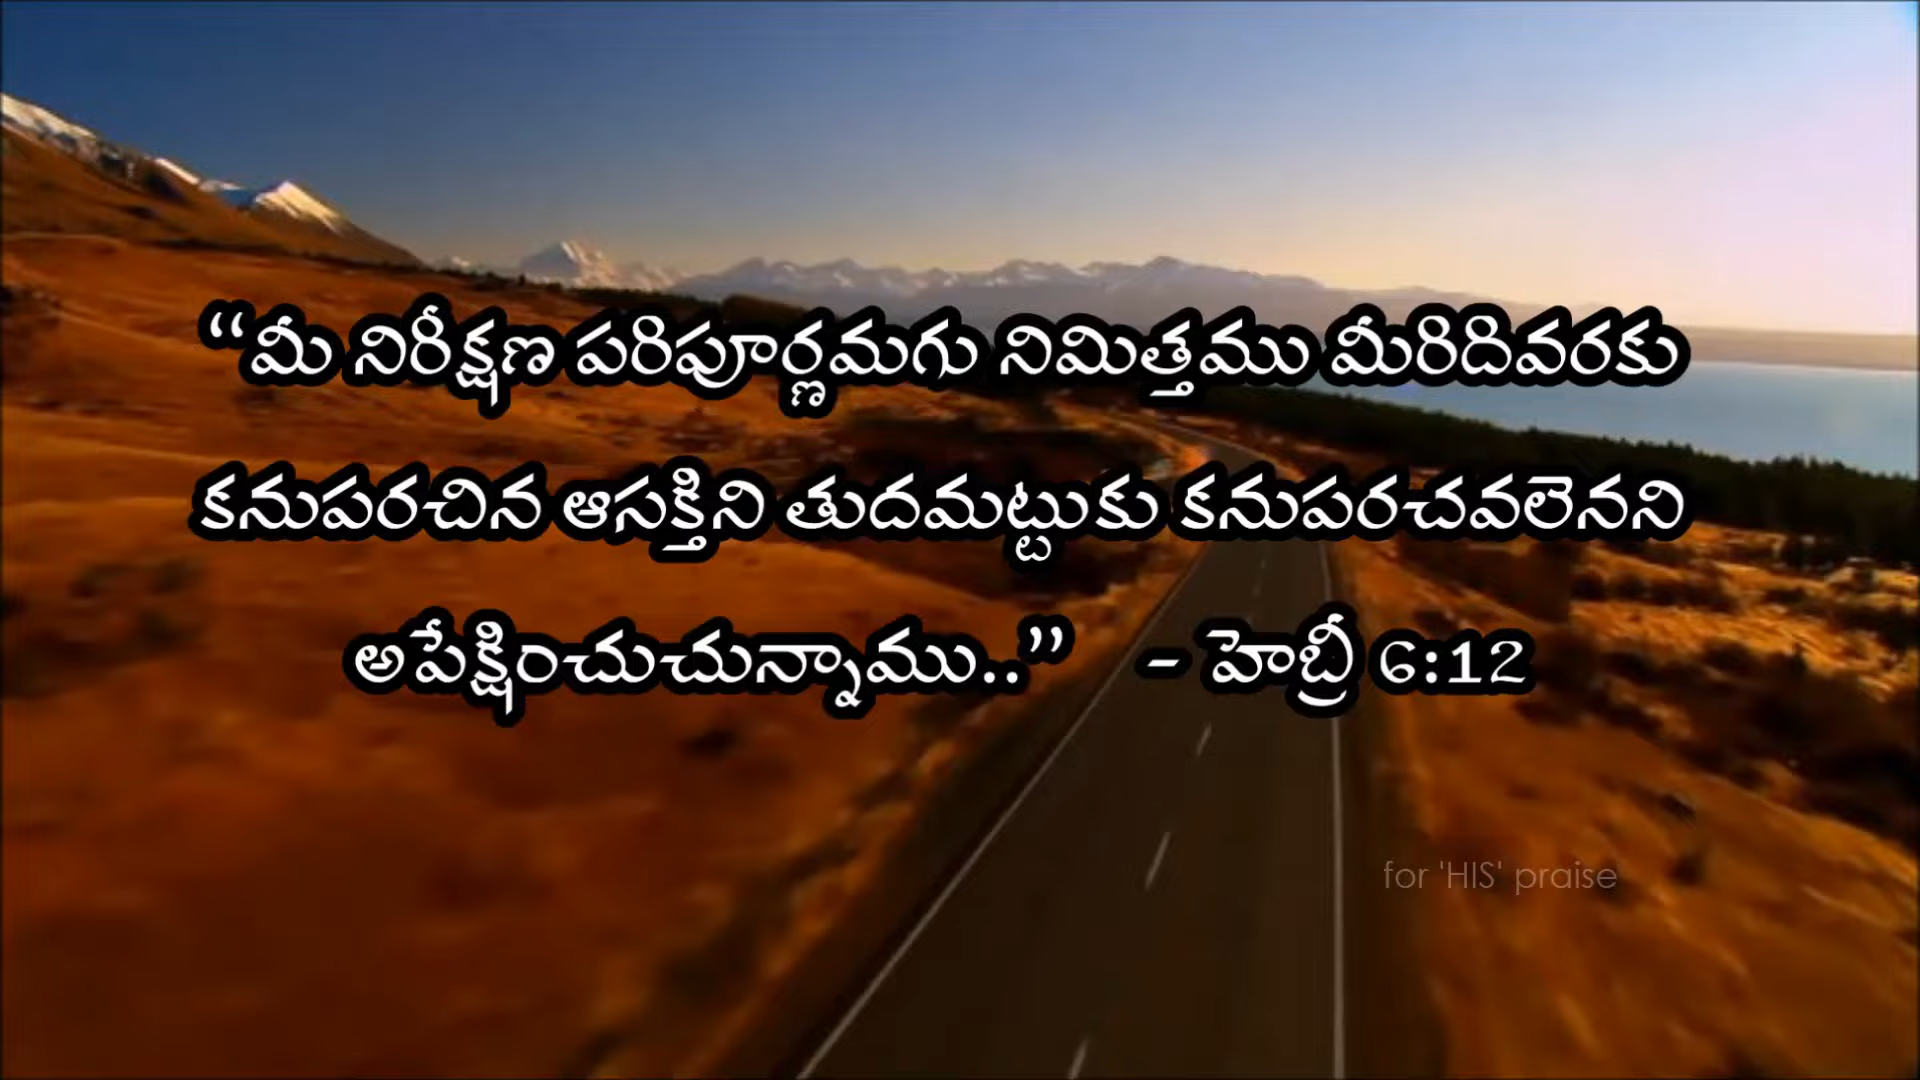 “మీ నిరీక్షణ పరిపూర్ణమగు నిమిత్తము మీరిదివరకు
కనుపరచిన ఆసక్తిని తుదమట్టుకు కనుపరచవలెనని
అపేక్షించుచున్నాము..” - హెబ్రీ 6:12
for 'HIS' praise